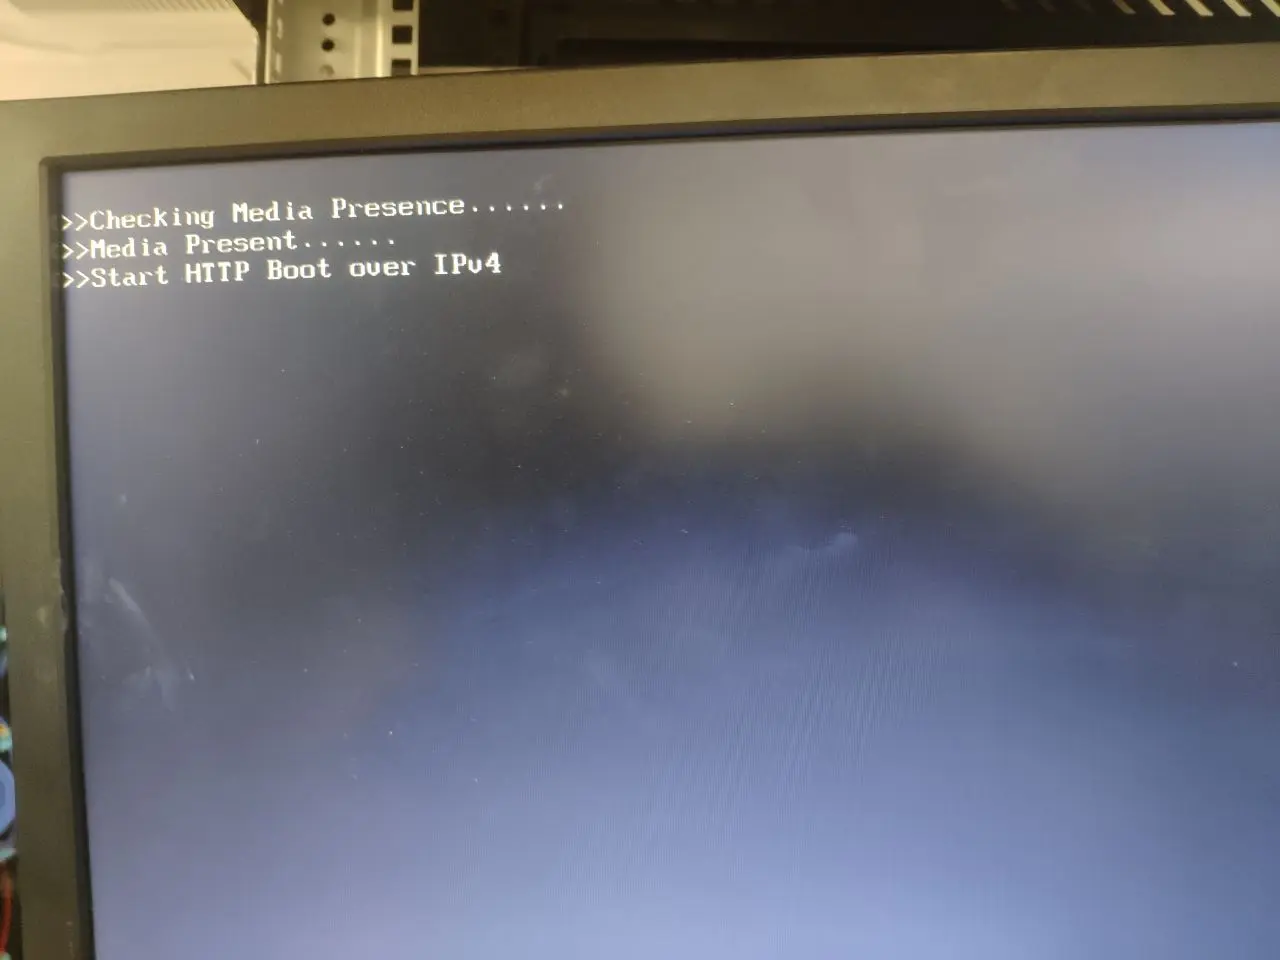 >>Checking Media Presence......
>>Media Present......
>>Start HTTP Boot over IPv4